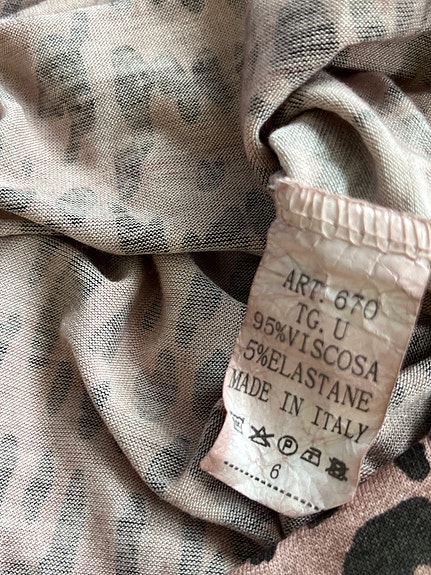 ART. 670
TG. U
95%VISCOSA
5%ELASTANE
MADE IN ITALY
P
6